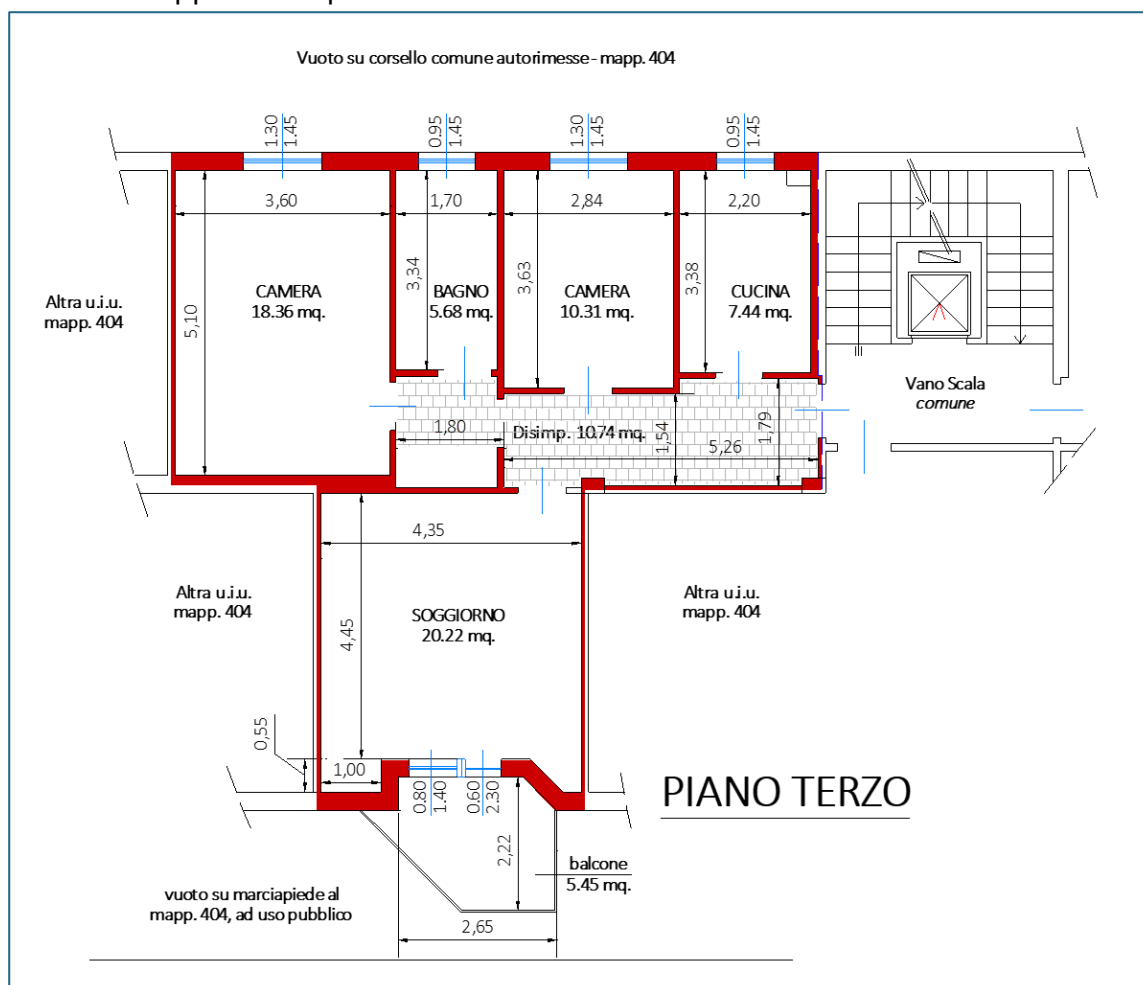 Vuoto su corsello comune autorimesse - mapp. 404
1.30
1.45
0.95
1.45
1.30
1.45
0.95
1.45
3,60
1,70
2,84
2,20
5,10
3,34
3,63
3,38
Altra u.i.u.
mapp. 404
CAMERA
18.36 mq.
BAGNO
5.68 mq.
CAMERA
10.31 mq.
CUCINA
7.44 mq.
Vano Scala
comune
1,80
Disimp. 10.74 mq.
1,54
5,26
1,79
4,35
Altra u.i.u.
mapp. 404
SOGGIORNO
20.22 mq.
4,45
Altra u.i.u.
mapp. 404
0,55
1,00
0.80
1.40
0.60
2.30
PIANO TERZO
2,22
balcone
5.45 mq.
vuoto su marciapiede al
mapp. 404, ad uso pubblico
2,65